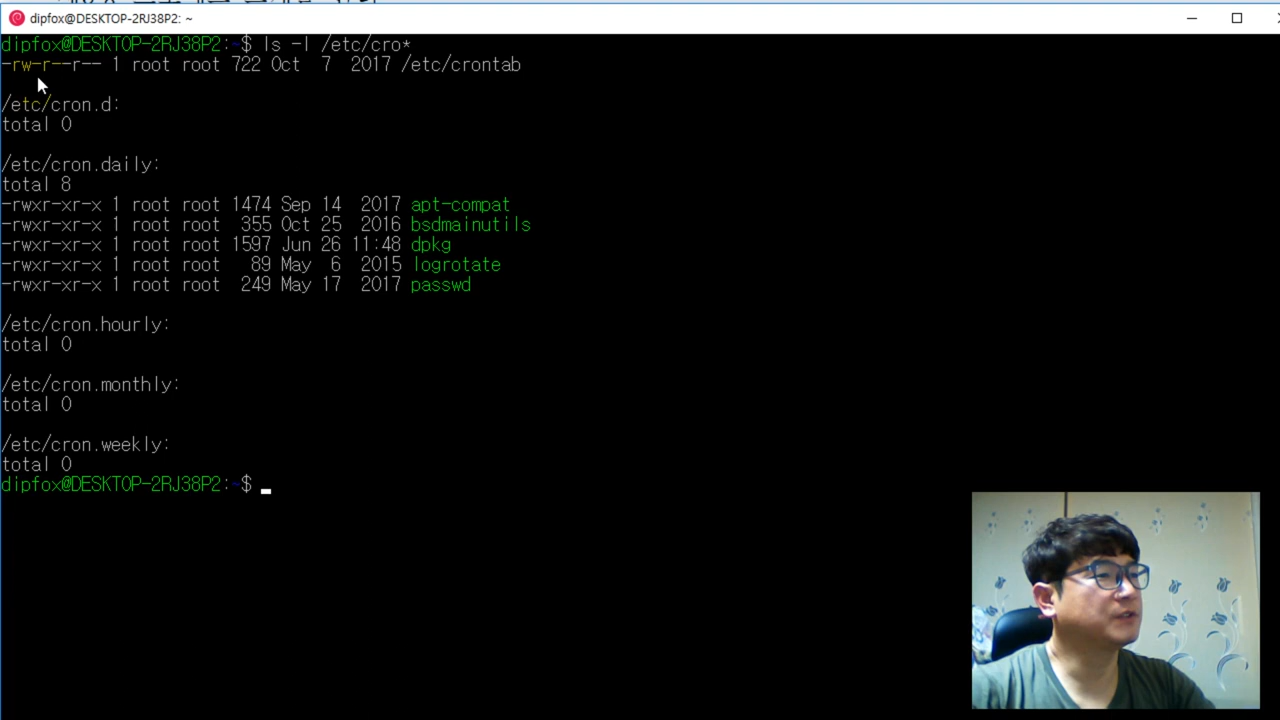 dipfox@DESKTOP-2RJ38P2: ~
dipfox@DESKTOP-2RJ38P2:~$ ls -l /etc/cro*
-rw-r--r-- 1 root root 722 Oct  7  2017 /etc/crontab
/etc/cron.d:
total 0
/etc/cron.daily:
total 8
-rwxr-xr-x 1 root root 1474 Sep 14  2017 apt-compat
-rwxr-xr-x 1 root root  355 Oct 25  2016 bsdmainutils
-rwxr-xr-x 1 root root 1597 Jun 26 11:48 dpkg
-rwxr-xr-x 1 root root   89 May  6  2015 logrotate
-rwxr-xr-x 1 root root  249 May 17  2017 passwd
/etc/cron.hourly:
total 0
/etc/cron.monthly:
total 0
/etc/cron.weekly:
total 0
dipfox@DESKTOP-2RJ38P2:~$